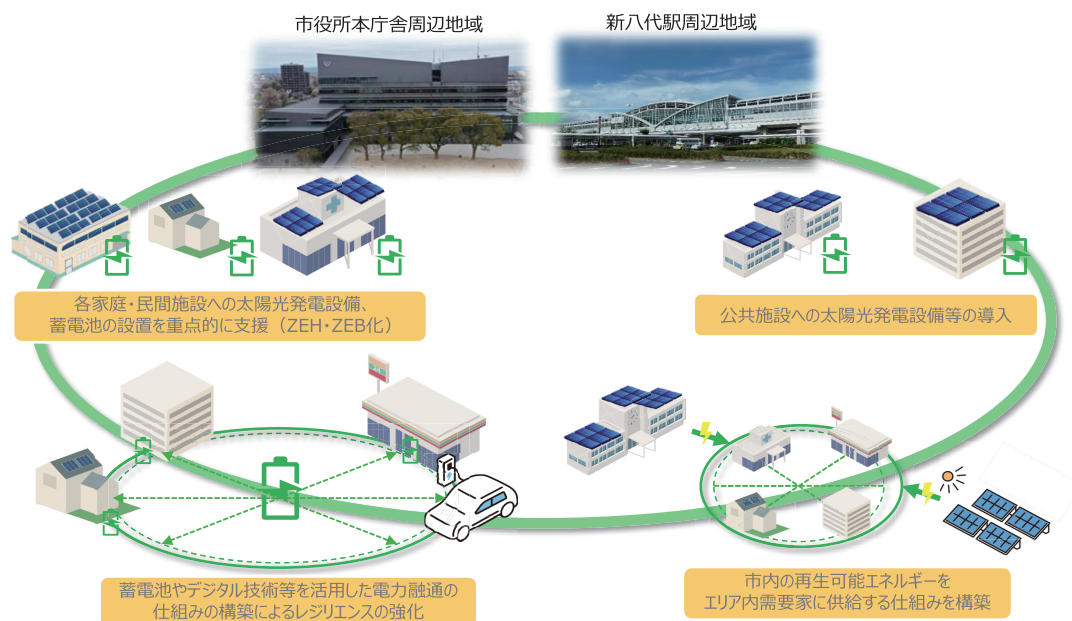 市役所本庁舎周辺地域
新八代駅周辺地域
各家庭・民間施設への太陽光発電設備、
蓄電池の設置を重点的に支援（ZEH・ZEB化）
公共施設への太陽光発電設備等の導入
蓄電池やデジタル技術等を活用した電力融通の
仕組みの構築によるレジリエンスの強化
市内の再生可能エネルギーを
エリア内需要家に供給する仕組みを構築